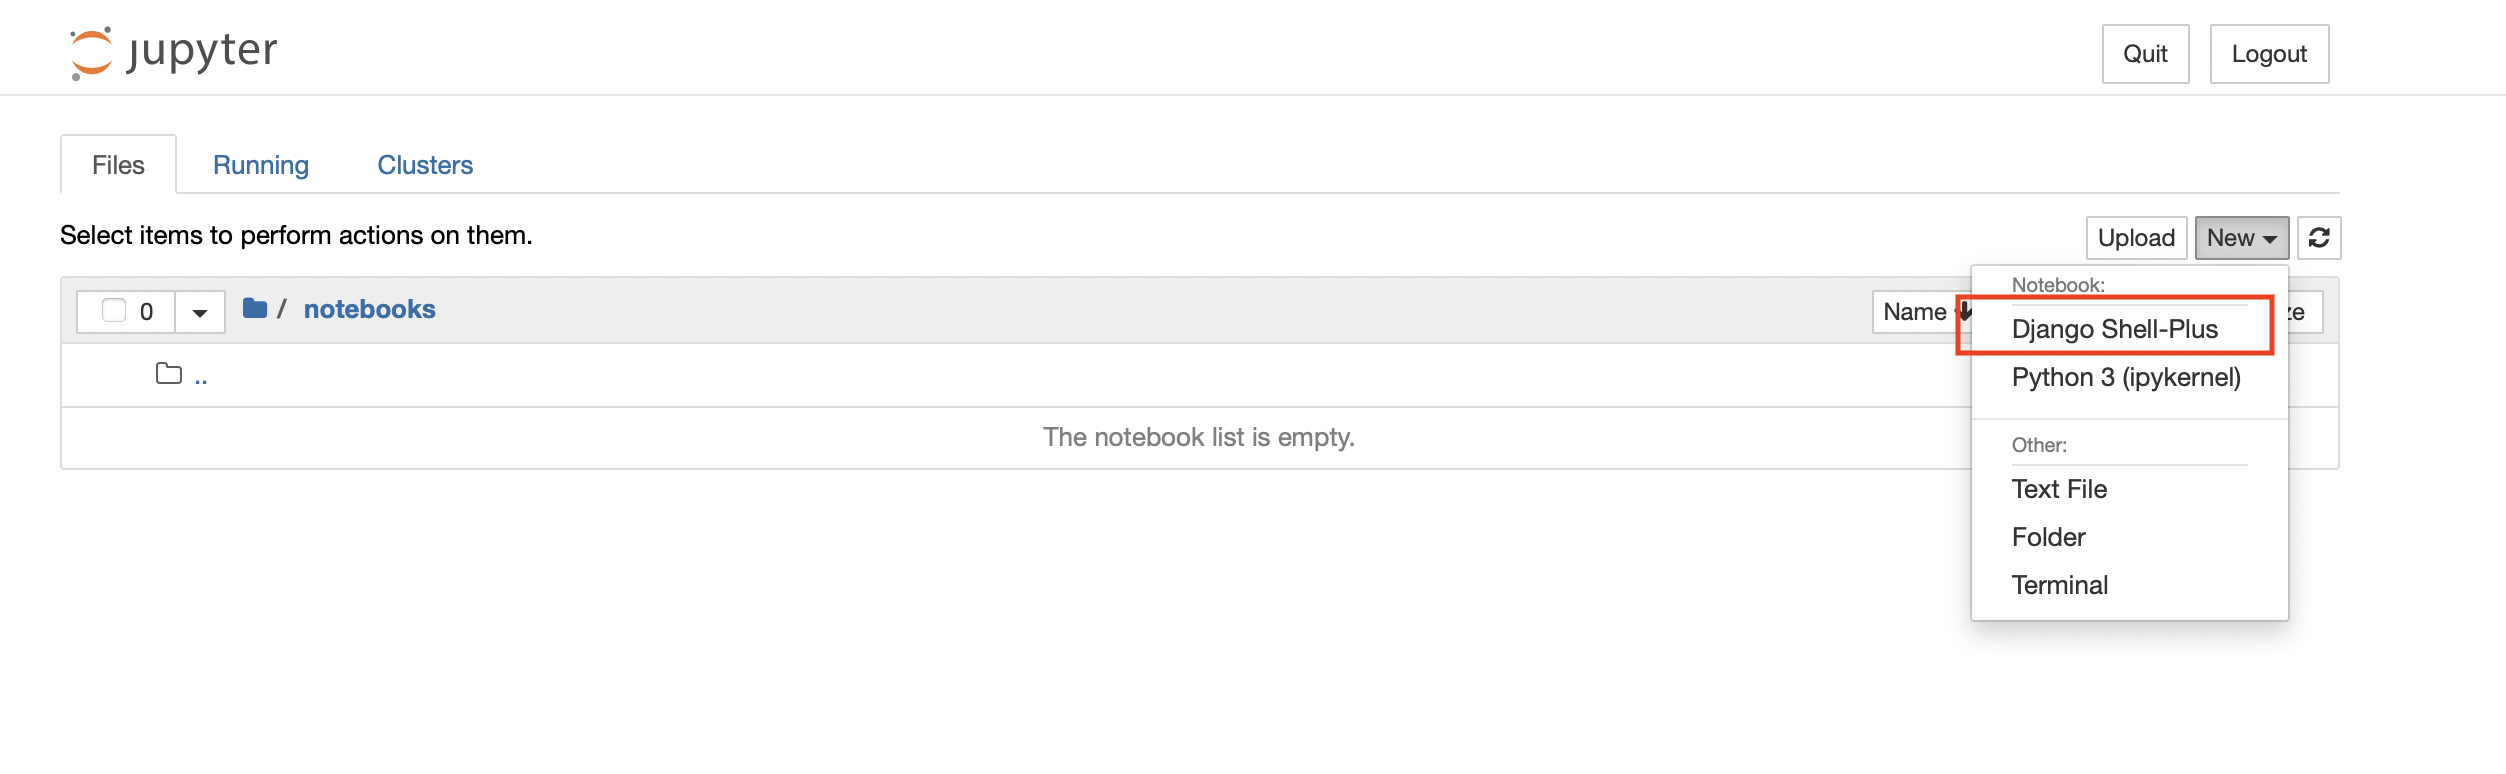 jupyter
Quit
Logout
Files
Running
Clusters
Select items to perform actions on them.
Upload
New
0
/ notebooks
Name
ze
Notebook:
Django Shell-Plus
Python 3 (ipykernel)
..
The notebook list is empty.
Other:
Text File
Folder
Terminal